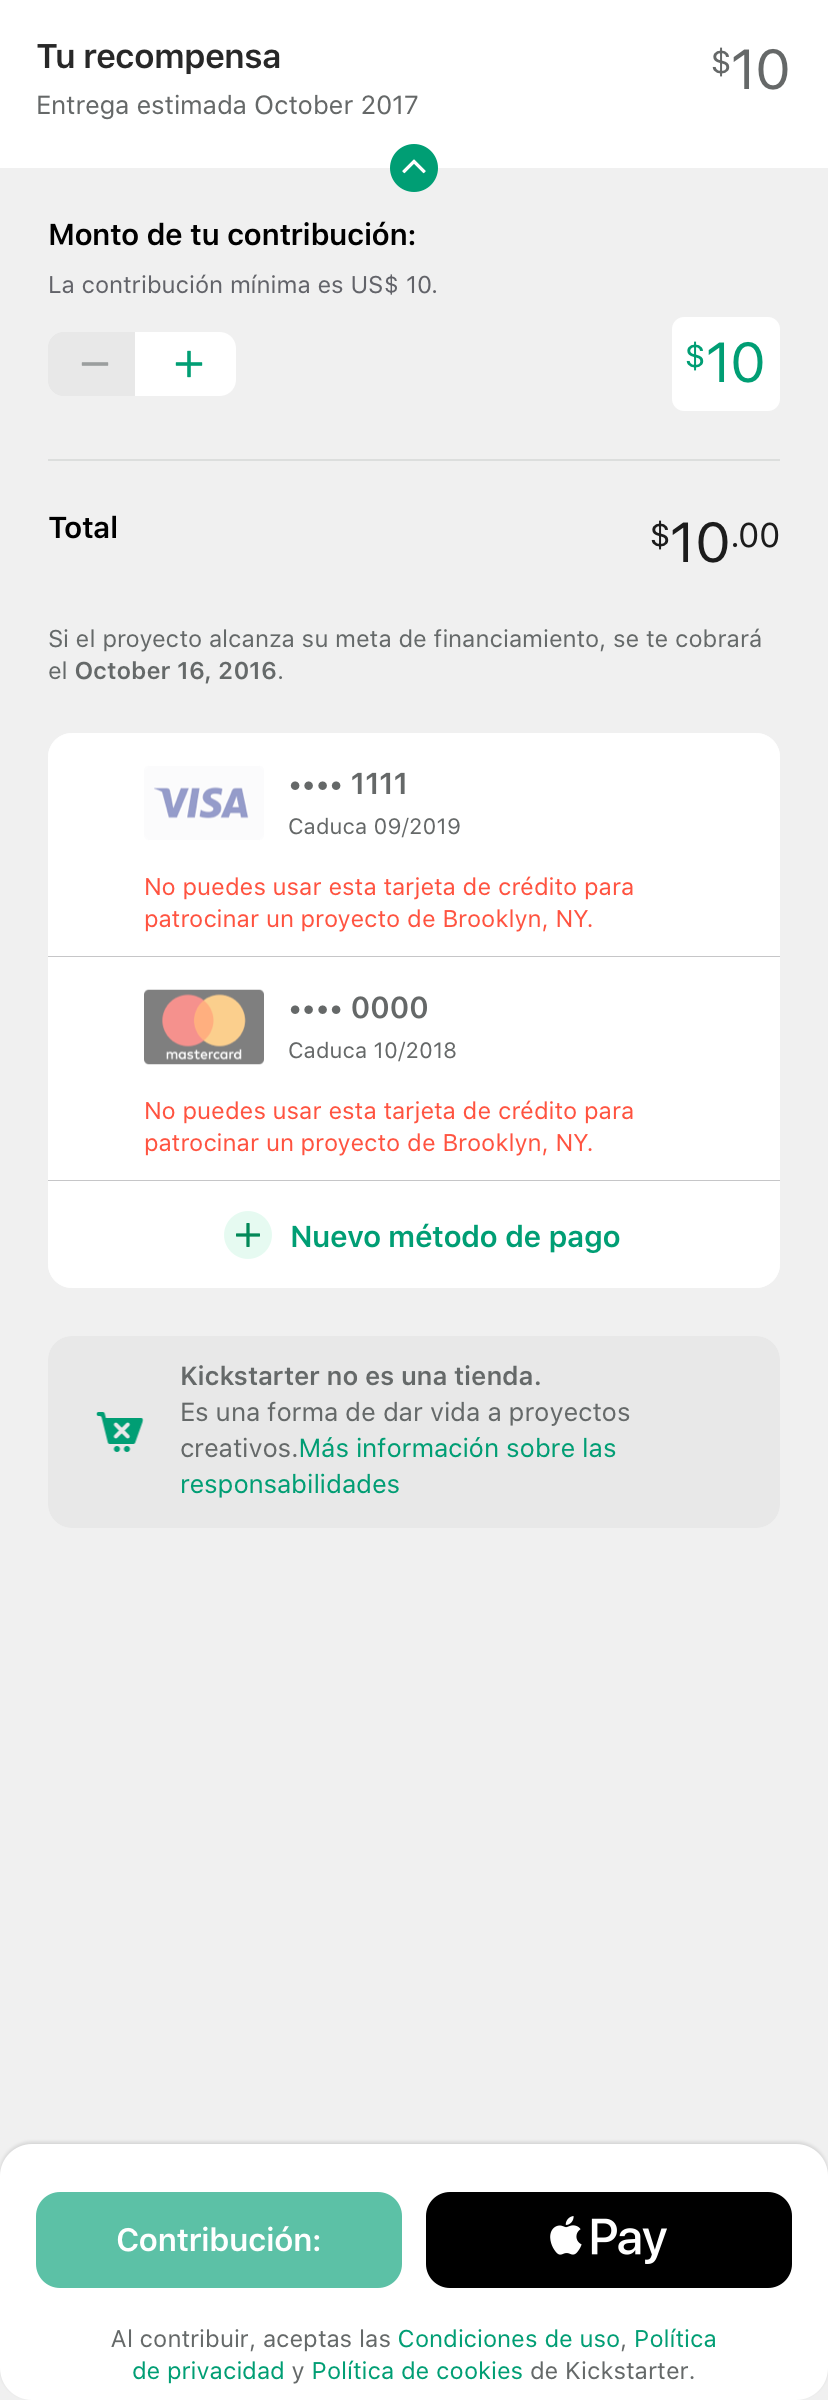 Tu recompensa
$10
Entrega estimada October 2017
Monto de tu contribución:
La contribución mínima es US$ 10.
$10
Total
$10.00
Si el proyecto alcanza su meta de financiamiento, se te cobrará
el October 16, 2016.
VISA
•••• 1111
Caduca 09/2019
No puedes usar esta tarjeta de crédito para
patrocinar un proyecto de Brooklyn, NY.
mastercard
•••• 0000
Caduca 10/2018
No puedes usar esta tarjeta de crédito para
patrocinar un proyecto de Brooklyn, NY.
Nuevo método de pago
Kickstarter no es una tienda.
Es una forma de dar vida a proyectos
creativos.Más información sobre las
responsabilidades
Contribución:
Pay
Al contribuir, aceptas las Condiciones de uso, Política
de privacidad y Política de cookies de Kickstarter.